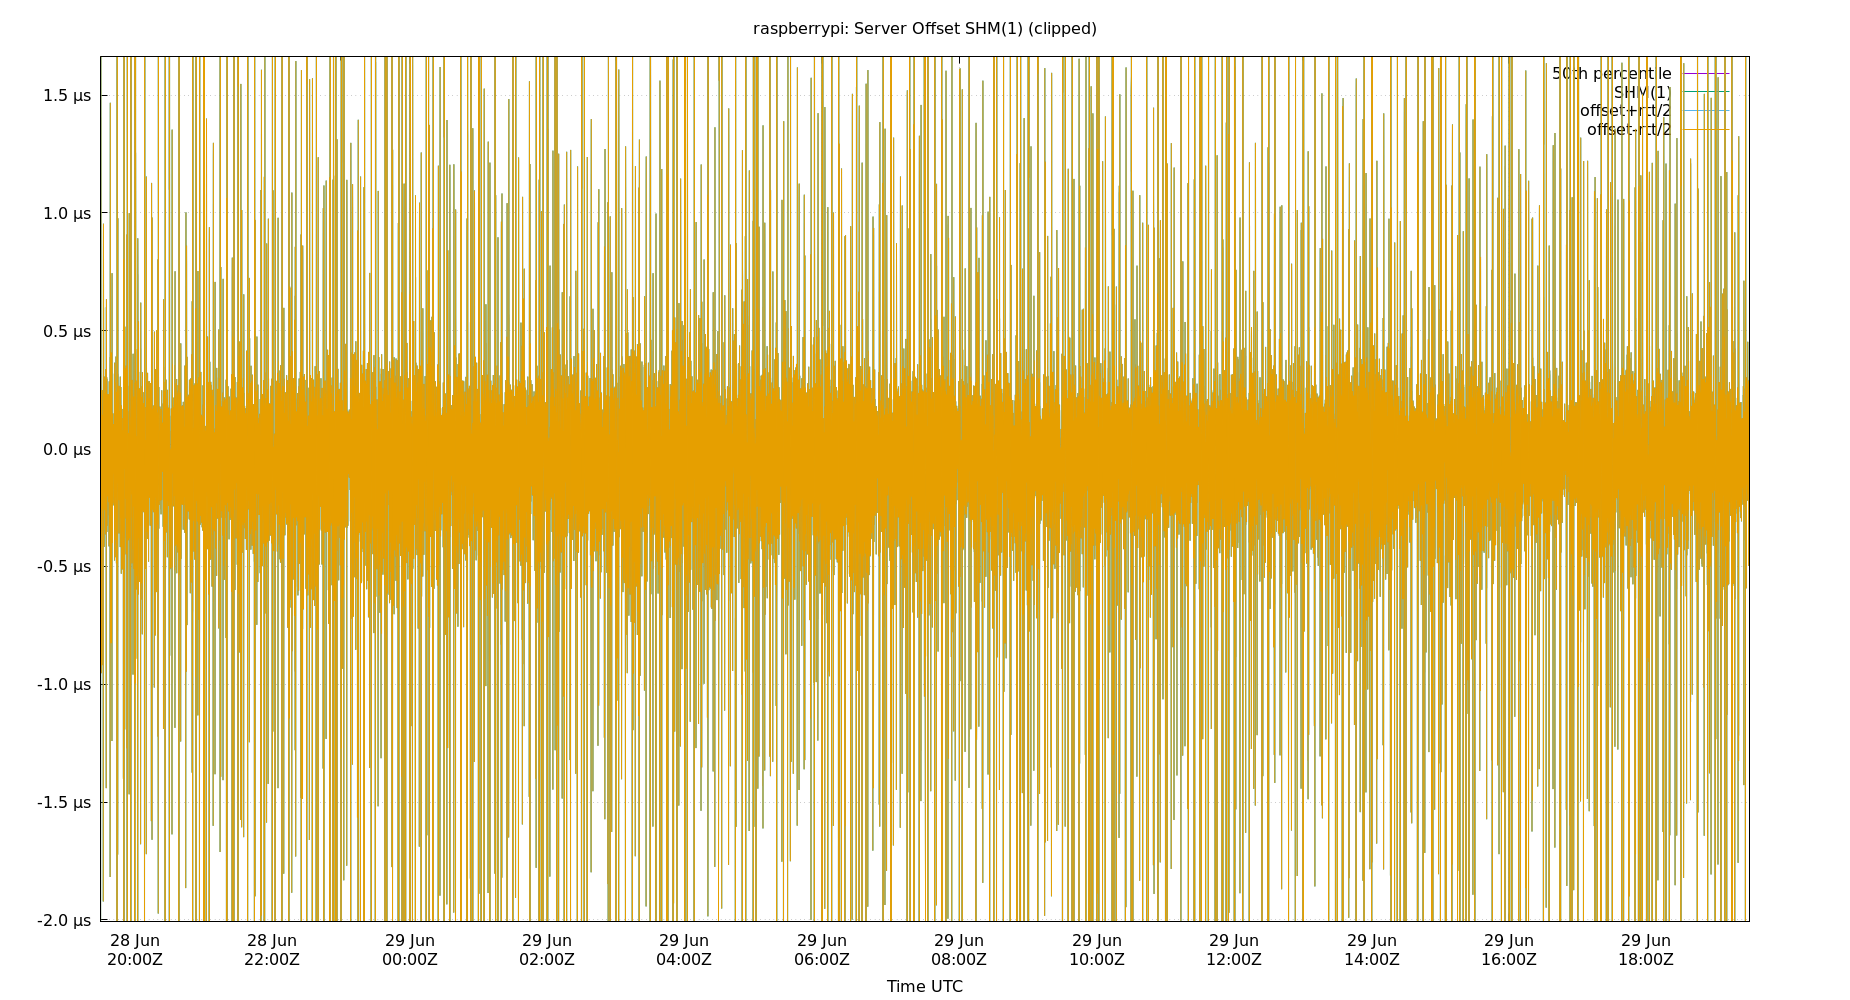 raspberrypi: Server Offset SHM(1) (clipped)
50th percentile
SHM(1)
offset+rtt/2
offset-rtt/2
1.5 µs
1.0 µs
0.5 µs
0.0 µs
-0.5 µs
-1.0 µs
-1.5 µs
-2.0 µs
28 Jun 28 Jun 29 Jun 29 Jun 29 Jun 29 Jun 29 Jun 29 Jun 29 Jun 29 Jun 29 Jun 29 Jun
20:00Z 22:00Z 00:00Z 02:00Z 04:00Z 06:00Z 08:00Z 10:00Z 12:00Z 14:00Z 16:00Z 18:00Z
Time UTC